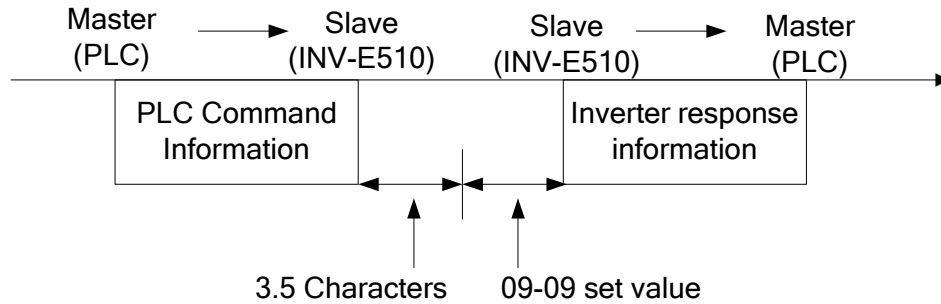 Master
(PLC)
Slave
(INV-E510)
Slave
(INV-E510)
Master
(PLC)
PLC Command
Information
Inverter response
information
3.5 Characters
09-09 set value